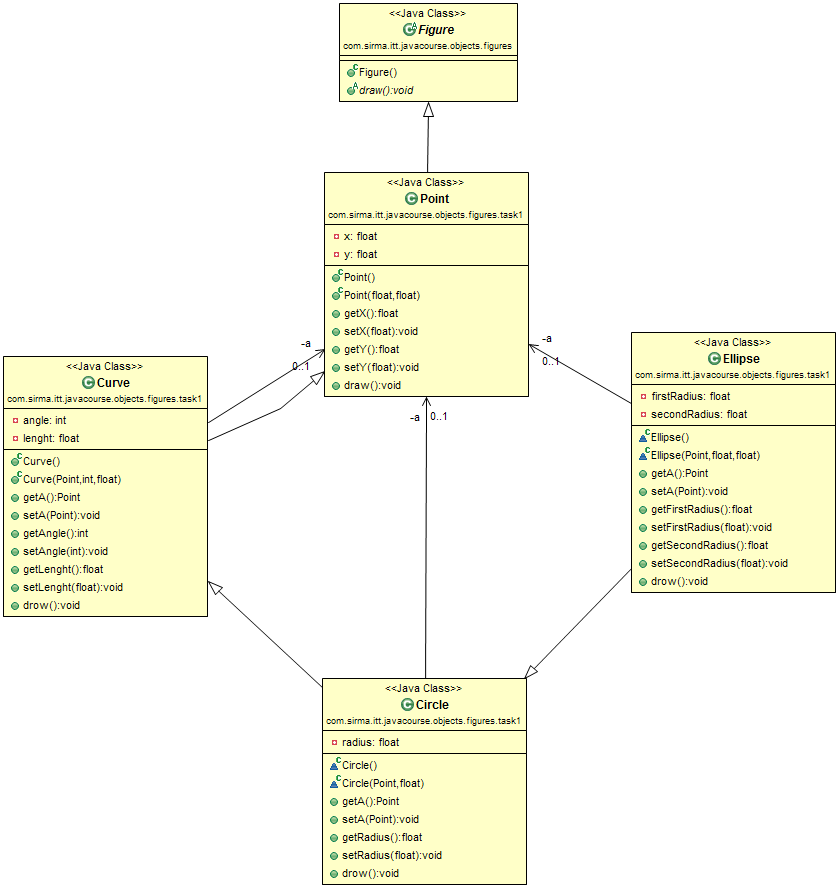 <<Java Class>>
Figure
com.sirma.itt.javacourse.objects.figures
Figure()
draw():void
<<Java Class>>
Point
com.sirma.itt.javacourse.objects.figures.task1
x: float
y: float
Point()
Point(float,float)
getX():float
setX(float):void
getY():float
setY(float):void
draw():void
-a
0..1
-a
0..1
-a
0..1
<<Java Class>>
Curve
com.sirma.itt.javacourse.objects.figures.task1
angle: int
lenght: float
Curve()
Curve(Point,int,float)
getA():Point
setA(Point):void
getAngle():int
setAngle(int):void
getLenght():float
setLenght(float):void
drow():void
<<Java Class>>
Ellipse
com.sirma.itt.javacourse.objects.figures.task1
firstRadius: float
secondRadius: float
Ellipse()
Ellipse(Point,float,float)
getA():Point
setA(Point):void
getFirstRadius():float
setFirstRadius(float):void
getSecondRadius():float
setSecondRadius(float):void
drow():void
<<Java Class>>
Circle
com.sirma.itt.javacourse.objects.figures.task1
radius: float
Circle()
Circle(Point,float)
getA():Point
setA(Point):void
getRadius():float
setRadius(float):void
drow():void